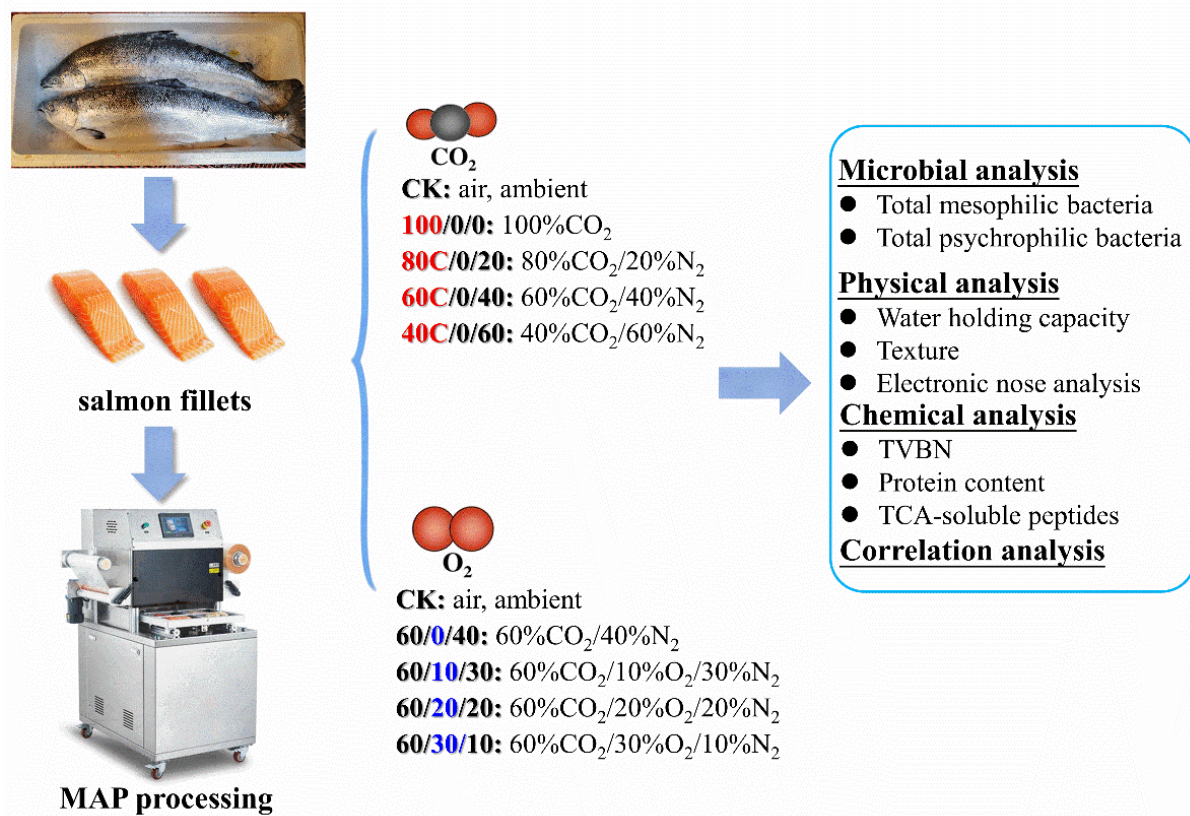 salmon fillets
MAP processing
CO₂
CK: air, ambient
100/0/0: 100%CO₂
80C/0/20: 80%CO₂/20%N₂
60C/0/40: 60%CO₂/40%N₂
40C/0/60: 40%CO₂/60%N₂
O₂
CK: air, ambient
60/0/40: 60%CO₂/40%N₂
60/10/30: 60%CO₂/10%O₂/30%N₂
60/20/20: 60%CO₂/20%O₂/20%N₂
60/30/10: 60%CO₂/30%O₂/10%N₂
Microbial analysis
● Total mesophilic bacteria
● Total psychrophilic bacteria
Physical analysis
● Water holding capacity
● Texture
● Electronic nose analysis
Chemical analysis
● TVBN
● Protein content
● TCA-soluble peptides
Correlation analysis